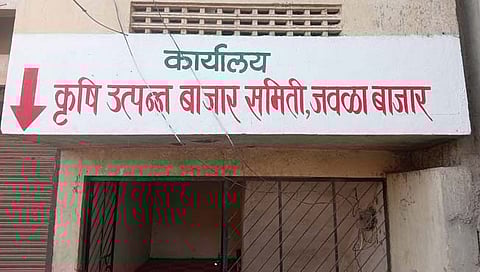 कार्यालय
कृषि उत्पन्न बाजार समिती, जवळा बाजार